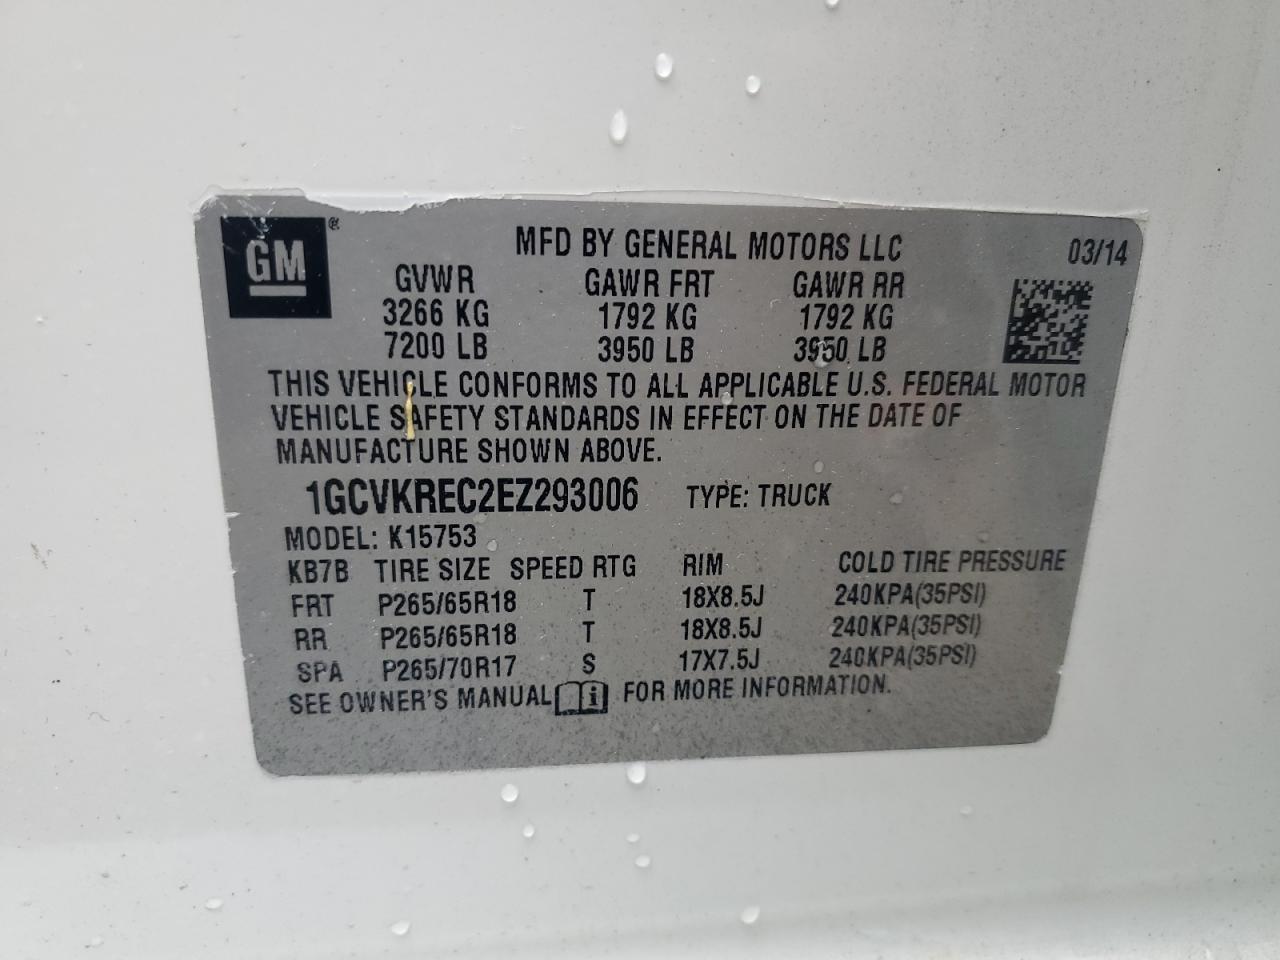 GM ®
MFD BY GENERAL MOTORS LLC 03/14
GVWR GAWR FRT GAWR RR
3266 KG 1792 KG 1792 KG
7200 LB 3950 LB 3950 LB
THIS VEHICLE CONFORMS TO ALL APPLICABLE U.S. FEDERAL MOTOR
VEHICLE SAFETY STANDARDS IN EFFECT ON THE DATE OF
MANUFACTURE SHOWN ABOVE.
1GCVKREC2EZ293006 TYPE: TRUCK
MODEL: K15753
KB7B TIRE SIZE SPEED RTG RIM COLD TIRE PRESSURE
FRT P265/65R18 T 18X8.5J 240KPA(35PSI)
RR P265/65R18 T 18X8.5J 240KPA(35PSI)
SPA P265/70R17 S 17X7.5J 240KPA(35PSI)
SEE OWNER'S MANUAL i FOR MORE INFORMATION.